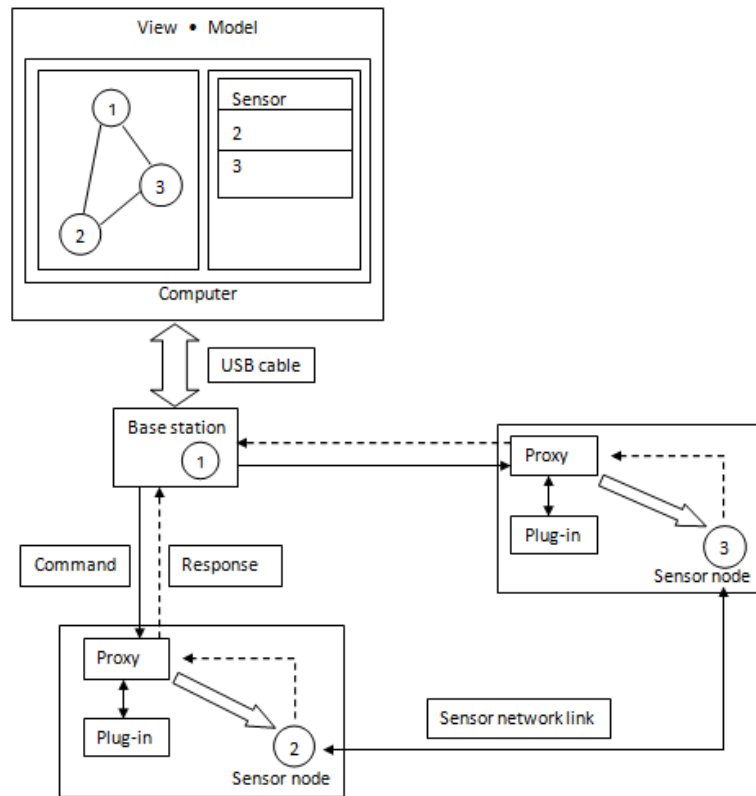 View • Model
1
3
2
Sensor
2
3
Computer
USB cable
Base station
1
Proxy
Plug-in
3
Sensor node
Command
Response
Proxy
Plug-in
2
Sensor node
Sensor network link